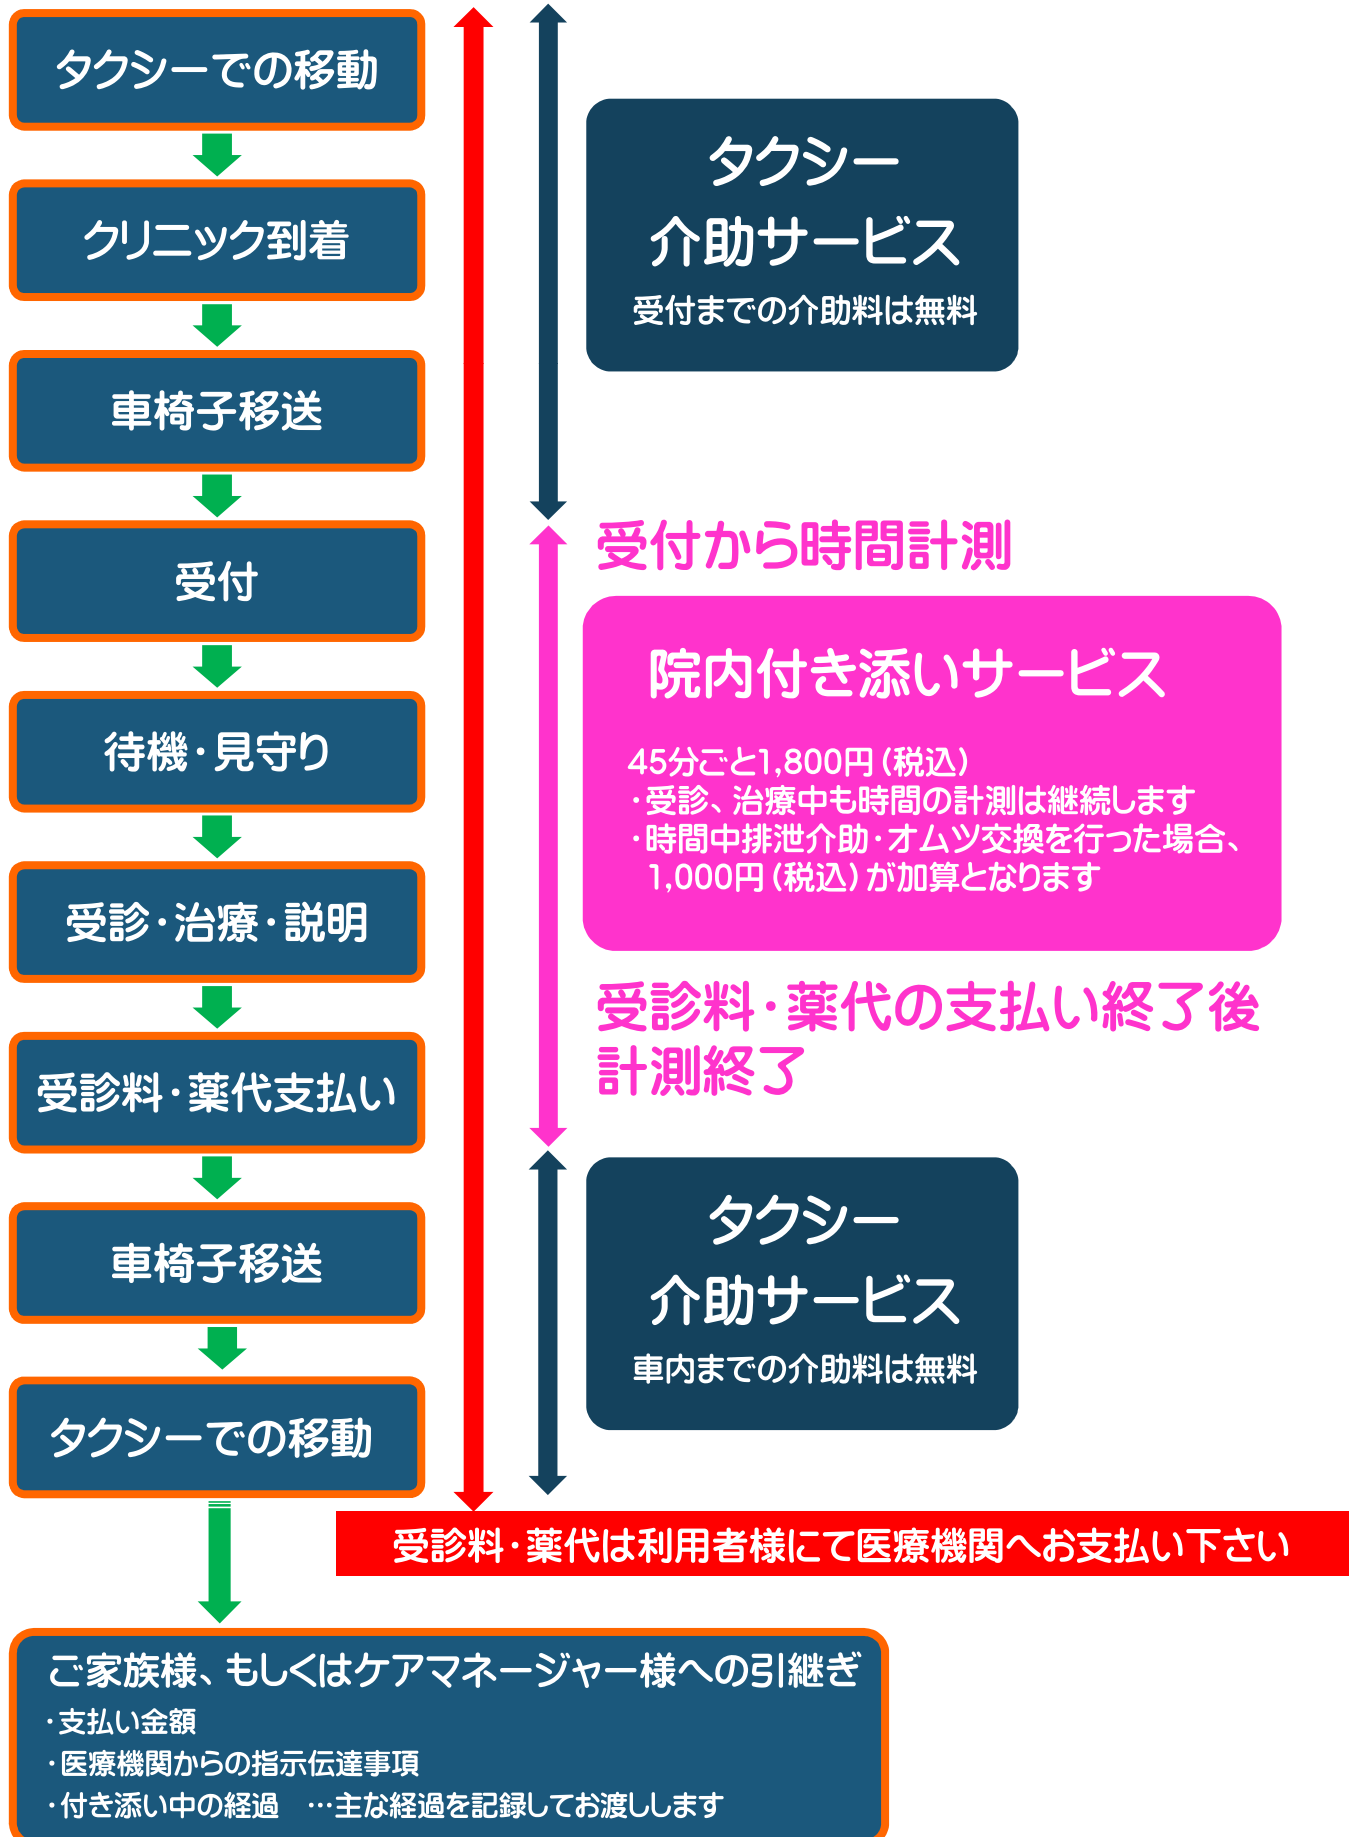 タクシーでの移動
クリニック到着
車椅子移送
受付
待機・見守り
受診・治療・説明
受診料・薬代支払い
車椅子移送
タクシーでの移動
タクシー
介助サービス
受付までの介助料は無料
受付から時間計測
院内付き添いサービス
45分ごと1,800円(税込)
・受診、治療中も時間の計測は継続します
・時間中排泄介助・オムツ交換を行った場合、
1,000円(税込)が加算となります
受診料・薬代の支払い終了後
計測終了
タクシー
介助サービス
車内までの介助料は無料
受診料・薬代は利用者様にて医療機関へお支払い下さい
ご家族様、もしくはケアマネージャー様への引継ぎ
・支払い金額
・医療機関からの指示伝達事項
・付き添い中の経過　…主な経過を記録してお渡しします